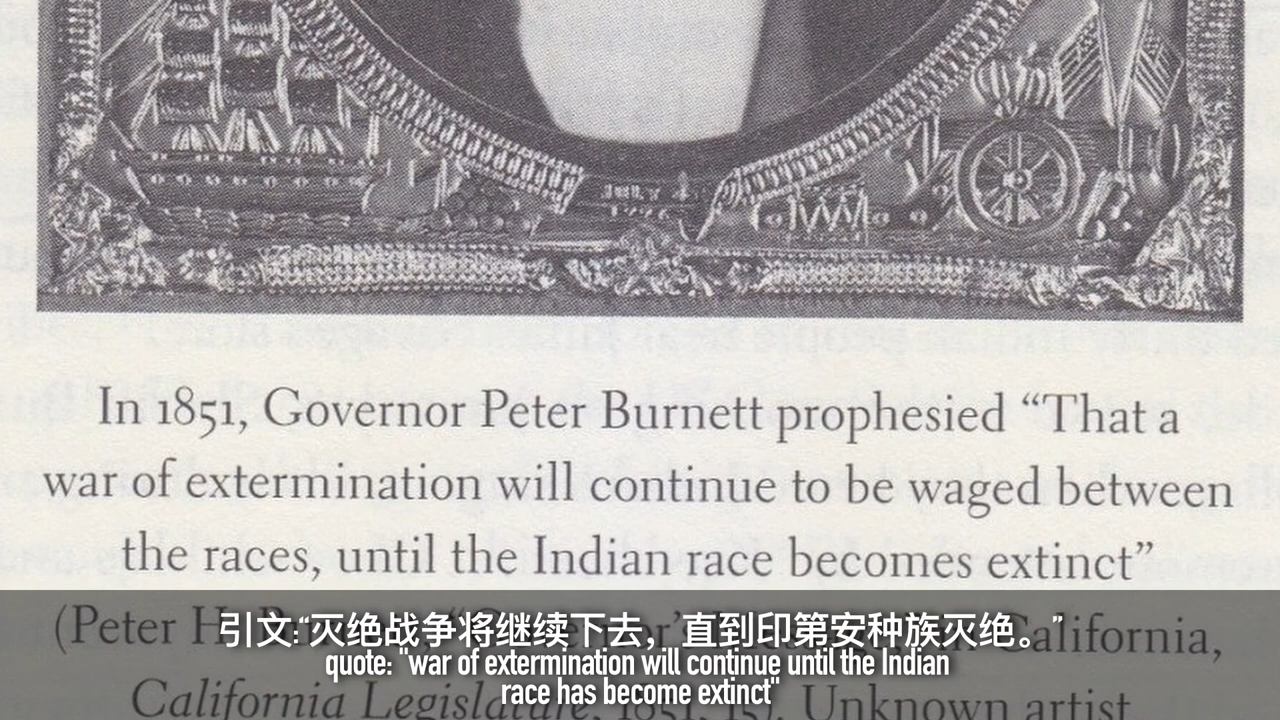 JULY 4
In 1851, Governor Peter Burnett prophesied “That a
war of extermination will continue to be waged between
the races, until the Indian race becomes extinct”
(Peter H. California,
引文:“灭绝战争将继续下去，直到印第安种族灭绝。”
quote: "war of extermination will continue until the Indian
race has become extinct"
California Legislature, 1851, 15). Unknown artist